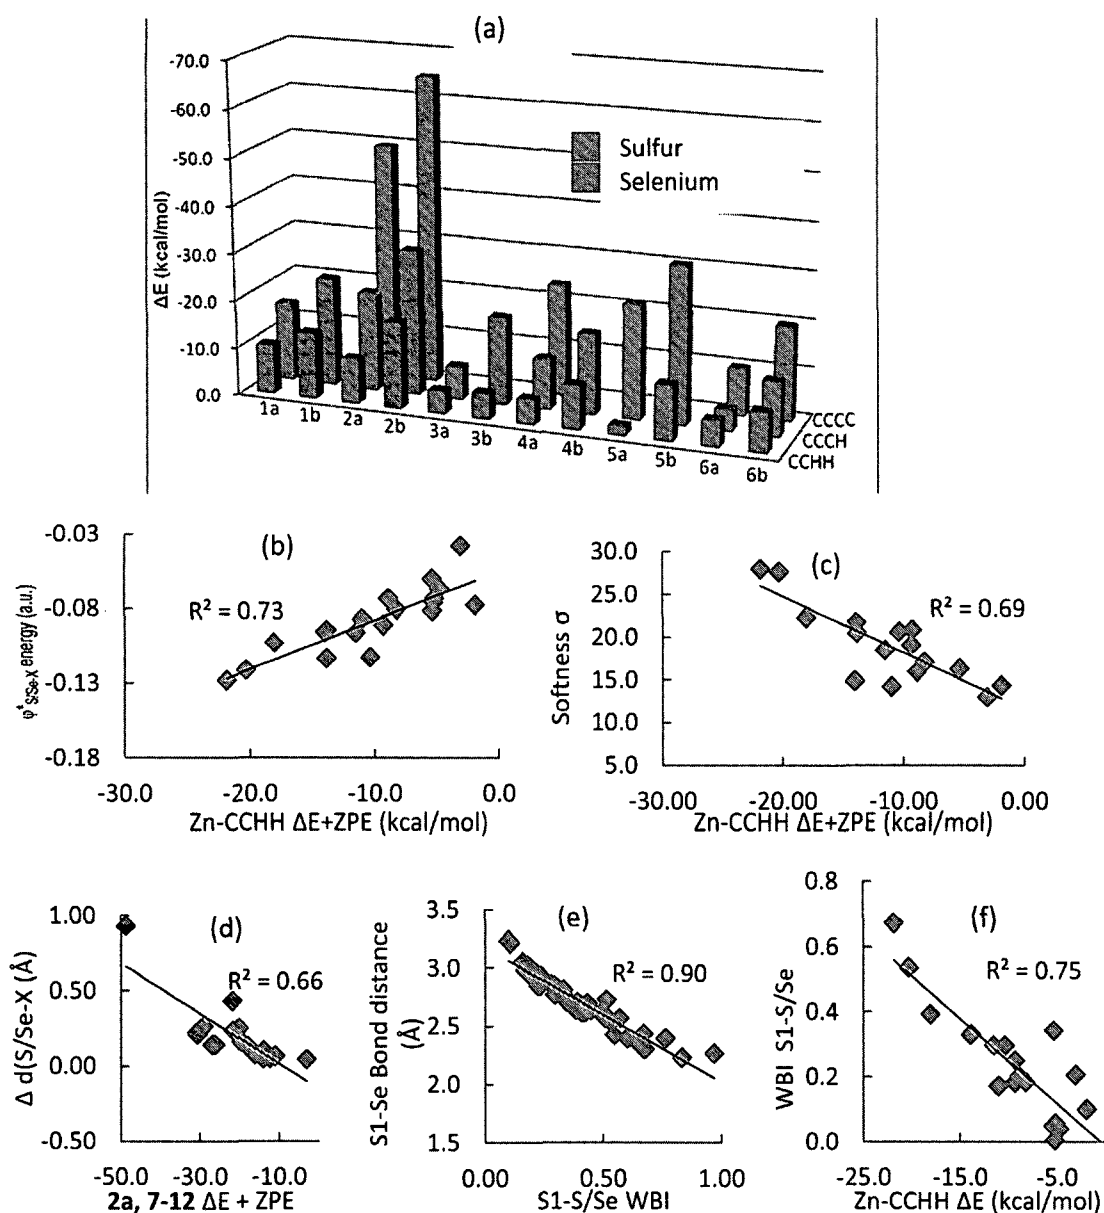 (a)
-70.0
-60.0
-50.0
-40.0
-30.0
-20.0
-10.0
0.0
ΔE (kcal/mol)
Sulfur
Selenium
1a 1b 2a 2b 3a 3b 4a 4b 5a 5b 6a 6b
CCCC
CCCH
CCHH
(b)
-0.03
-0.08
-0.13
-0.18
φ*S/Se-X energy (a.u.)
R² = 0.73
-30.0 -20.0 -10.0 0.0
Zn-CCHH ΔE+ZPE (kcal/mol)
(c)
30.0
25.0
20.0
15.0
10.0
5.0
Softness σ
R² = 0.69
-30.00 -20.00 -10.00 0.00
Zn-CCHH ΔE+ZPE (kcal/mol)
(d)
1.00
0.50
0.00
-0.50
Δ d(S/Se-X) (Å)
R² = 0.66
-50.0 -30.0 -10.0
2a, 7-12 ΔE + ZPE
(e)
3.5
3.0
2.5
2.0
1.5
S1-Se Bond distance
(Å)
R² = 0.90
0.00 0.50 1.00
S1-S/Se WBI
(f)
0.8
0.6
0.4
0.2
0.0
WBI S1-S/Se
R² = 0.75
-25.0 -15.0 -5.0
Zn-CCHH ΔE (kcal/mol)